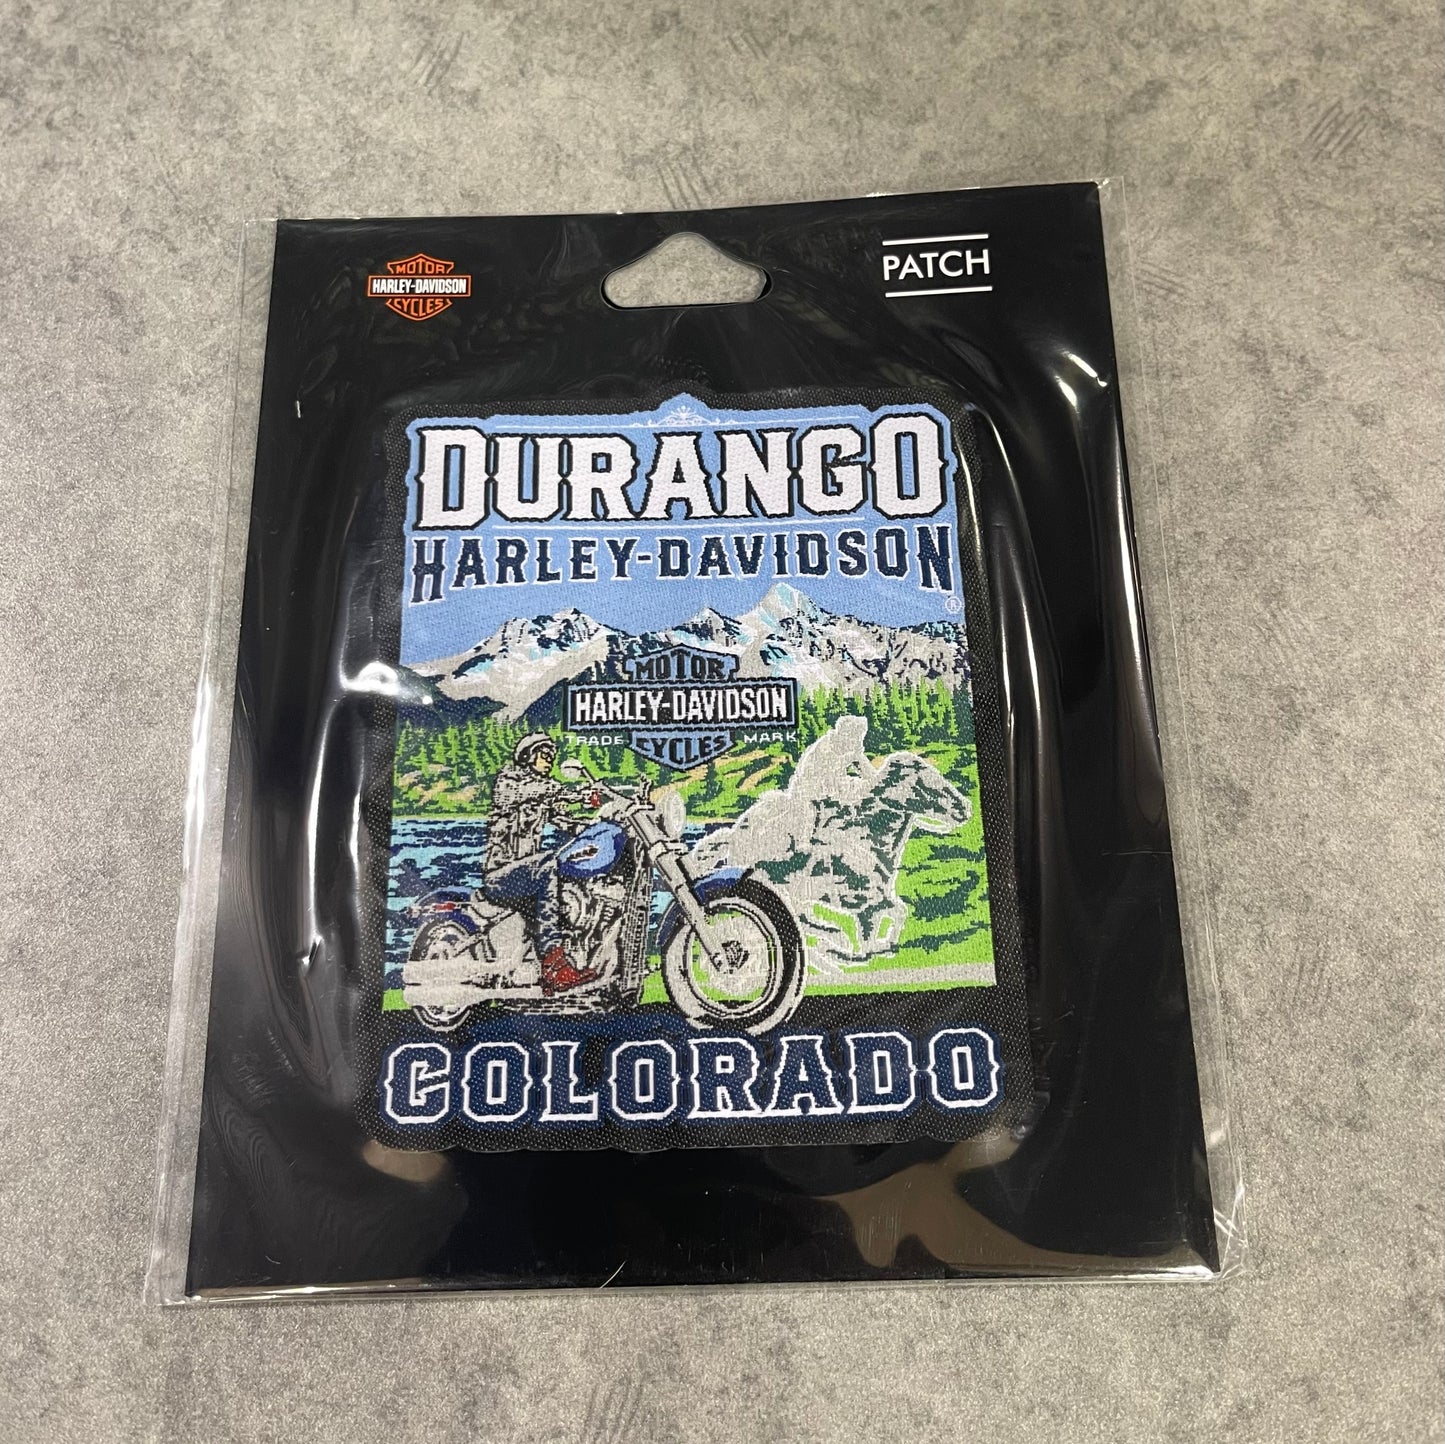 MOTOR
HARLEY-DAVIDSON
CYCLES
PATCH
DURANGO
HARLEY-DAVIDSON
®
MOTOR
HARLEY-DAVIDSON
TRADE CYCLES MARK
COLORADO